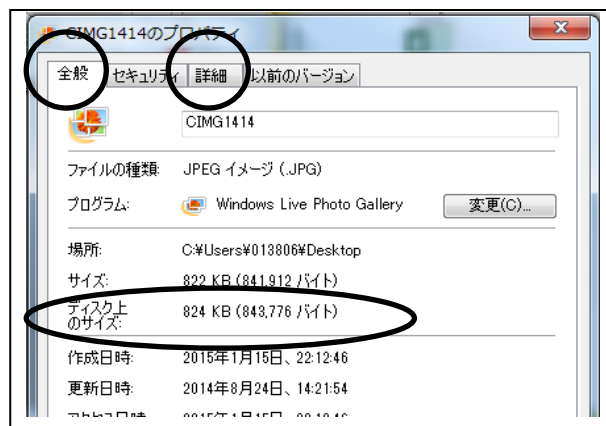 CIMG1414のプロパティ
全般 セキュリティ 詳細 以前のバージョン
CIMG1414
ファイルの種類: JPEG イメージ (.JPG)
プログラム: Windows Live Photo Gallery 変更(C)...
場所: C:¥Users¥013806¥Desktop
サイズ: 822 KB (841,912 バイト)
ディスク上
のサイズ: 824 KB (843,776 バイト)
作成日時: 2015年1月15日、22:12:46
更新日時: 2014年8月24日、14:21:54